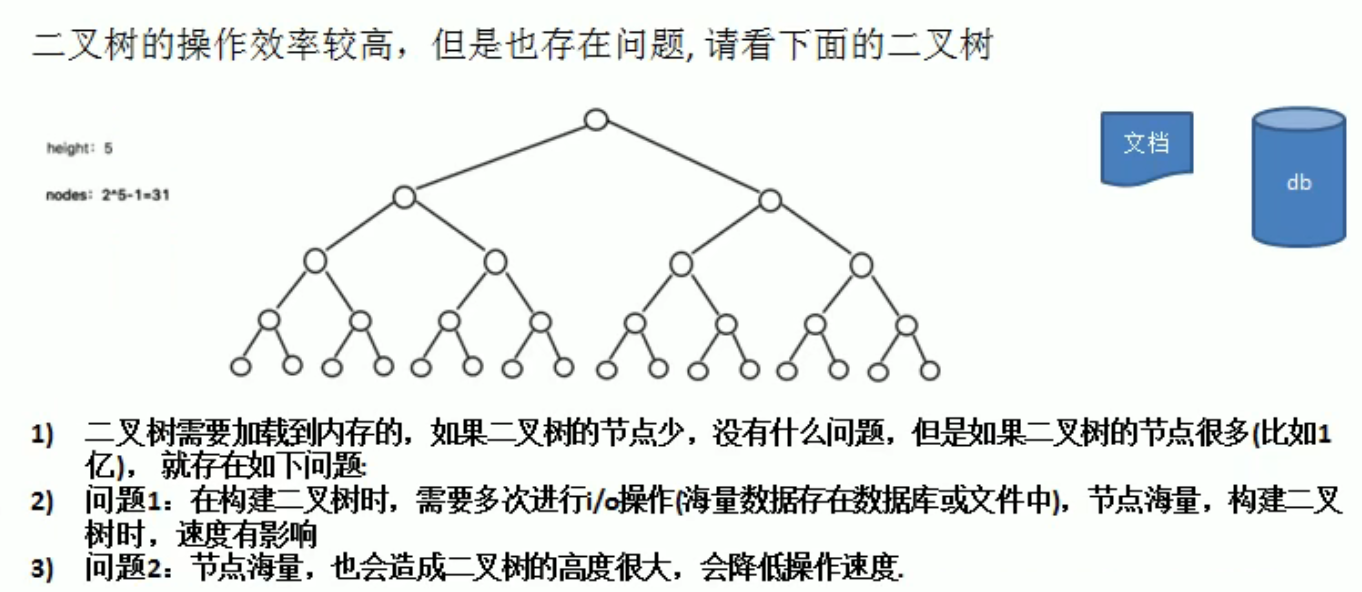 二叉树的操作效率较高，但是也存在问题, 请看下面的二叉树
文档
height：5
db
nodes：2^5-1=31
1) 二叉树需要加载到内存的，如果二叉树的节点少，没有什么问题，但是如果二叉树的节点很多(比如1
亿)， 就存在如下问题:
2) 问题1：在构建二叉树时，需要多次进行i/o操作(海量数据存在数据库或文件中)，节点海量，构建二叉
树时，速度有影响
3) 问题2：节点海量，也会造成二叉树的高度很大，会降低操作速度.